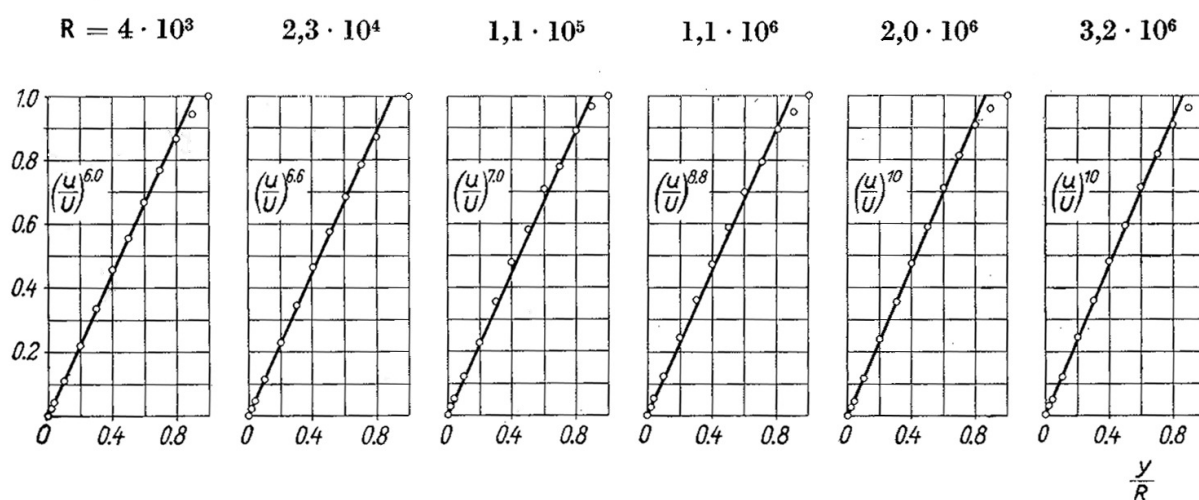 R = 4 · 10³ 2,3 · 10⁴ 1,1 · 10⁵ 1,1 · 10⁶ 2,0 · 10⁶ 3,2 · 10⁶
1.0
0.8
(u/U)^6.0 (u/U)^6.6 (u/U)^7.0 (u/U)^8.8 (u/U)^10 (u/U)^10
0.6
0.4
0.2
0 0.4 0.8 0 0.4 0.8 0 0.4 0.8 0 0.4 0.8 0 0.4 0.8 0 0.4 0.8
y/R